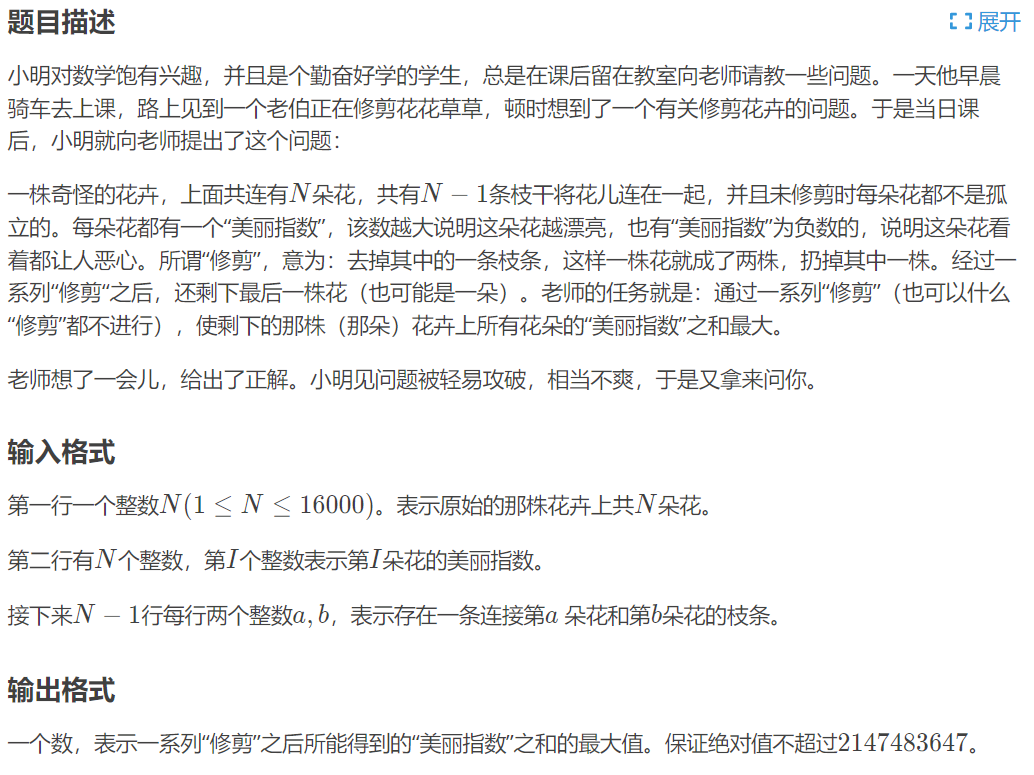 题目描述
展开
小明对数学饱有兴趣，并且是个勤奋好学的学生，总是在课后留在教室向老师请教一些问题。一天他早晨
骑车去上课，路上见到一个老伯正在修剪花花草草，顿时想到了一个有关修剪花卉的问题。于是当日课
后，小明就向老师提出了这个问题：
一株奇怪的花卉，上面共连有N朵花，共有N − 1条枝干将花儿连在一起，并且未修剪时每朵花都不是孤
立的。每朵花都有一个“美丽指数”，该数越大说明这朵花越漂亮，也有“美丽指数”为负数的，说明这朵花看
着都让人恶心。所谓“修剪”，意为：去掉其中的一条枝条，这样一株花就成了两株，扔掉其中一株。经过一
系列“修剪“之后，还剩下最后一株花（也可能是一朵）。老师的任务就是：通过一系列“修剪”（也可以什么
“修剪”都不进行），使剩下的那株（那朵）花卉上所有花朵的“美丽指数”之和最大。
老师想了一会儿，给出了正解。小明见问题被轻易攻破，相当不爽，于是又拿来问你。
输入格式
第一行一个整数N(1 ≤ N ≤ 16000)。表示原始的那株花卉上共N朵花。
第二行有N个整数，第I个整数表示第I朵花的美丽指数。
接下来N − 1行每行两个整数a, b，表示存在一条连接第a 朵花和第b朵花的枝条。
输出格式
一个数，表示一系列“修剪”之后所能得到的“美丽指数”之和的最大值。保证绝对值不超过2147483647。